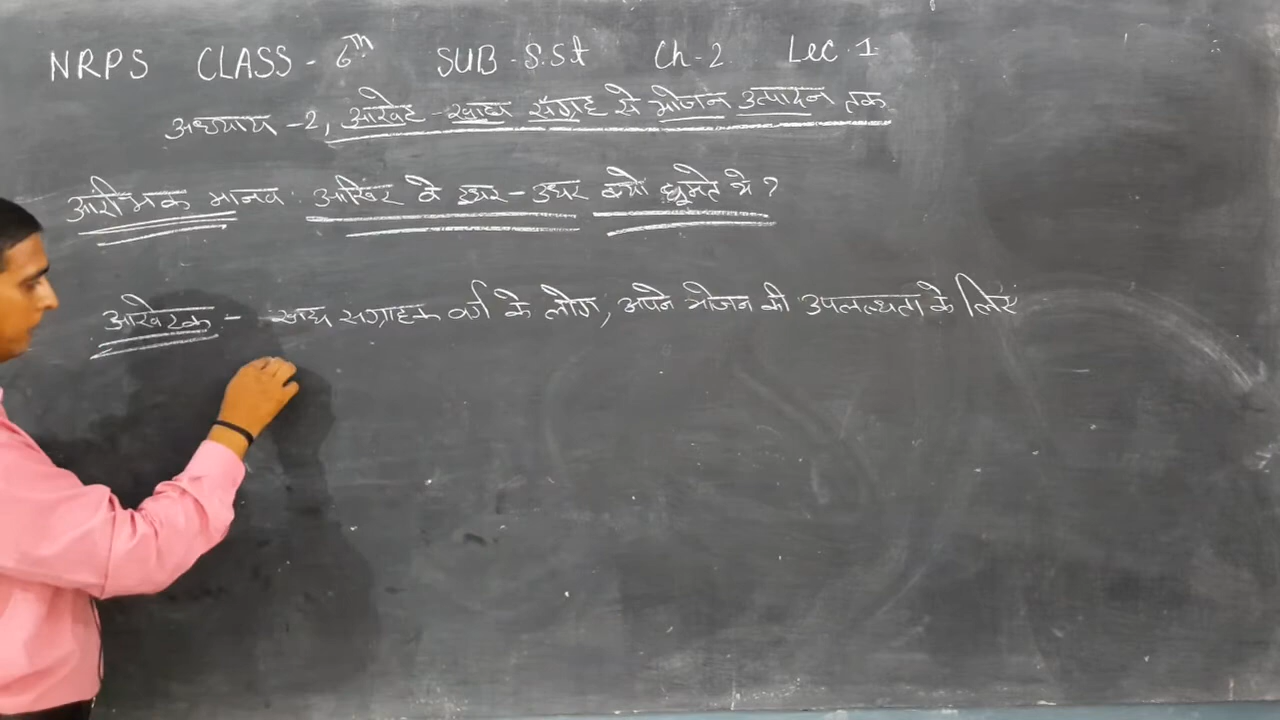 NRPS CLASS - 6th SUB - S.St Ch-2 Lec 1
अध्याय -2, आखेट -खाद्य संग्रह से भोजन उत्पादन तक
आरंभिक मानव : आखिर वे इधर - उधर क्यों घूमते थे ?
आखेटक - खाद्य संग्राहक वर्ग के लोग, अपने भोजन की उपलब्धता के लिए